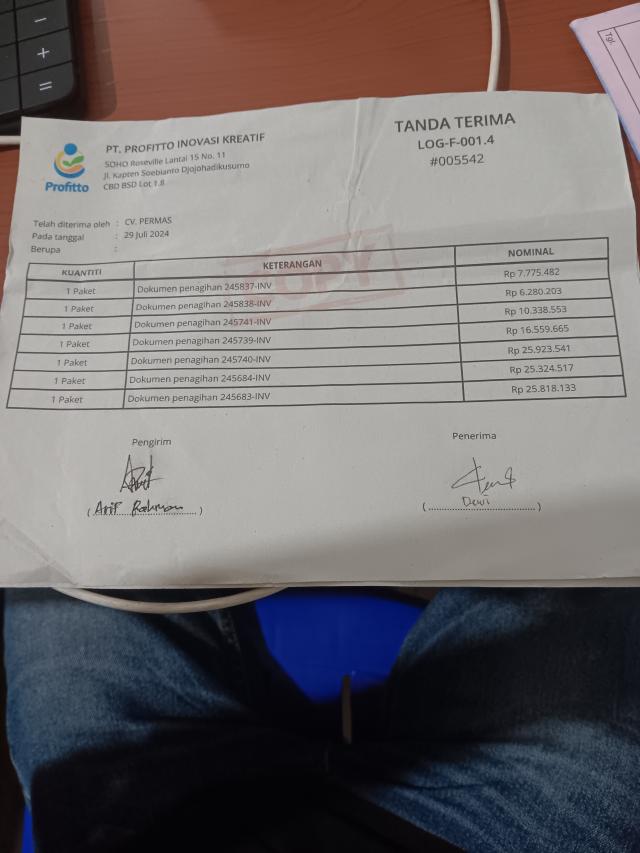 −
+
=
Tgl.
Profitto
PT. PROFITTO INOVASI KREATIF
SOHO Roseville Lantai 15 No. 11
Jl. Kapten Soebianto Djojohadikusumo
CBD BSD Lot 1.8
TANDA TERIMA
LOG-F-001.4
#005542
Telah diterima oleh : CV. PERMAS
Pada tanggal : 29 Juli 2024
Berupa :
COPY
KUANTITI KETERANGAN NOMINAL
1 Paket Dokumen penagihan 245837-INV Rp 7.775.482
1 Paket Dokumen penagihan 245838-INV Rp 6.280.203
1 Paket Dokumen penagihan 245741-INV Rp 10.338.553
1 Paket Dokumen penagihan 245739-INV Rp 16.559.665
1 Paket Dokumen penagihan 245740-INV Rp 25.923.541
1 Paket Dokumen penagihan 245684-INV Rp 25.324.517
1 Paket Dokumen penagihan 245683-INV Rp 25.818.133
Pengirim Penerima
(Arif Rahman) (Dewi)